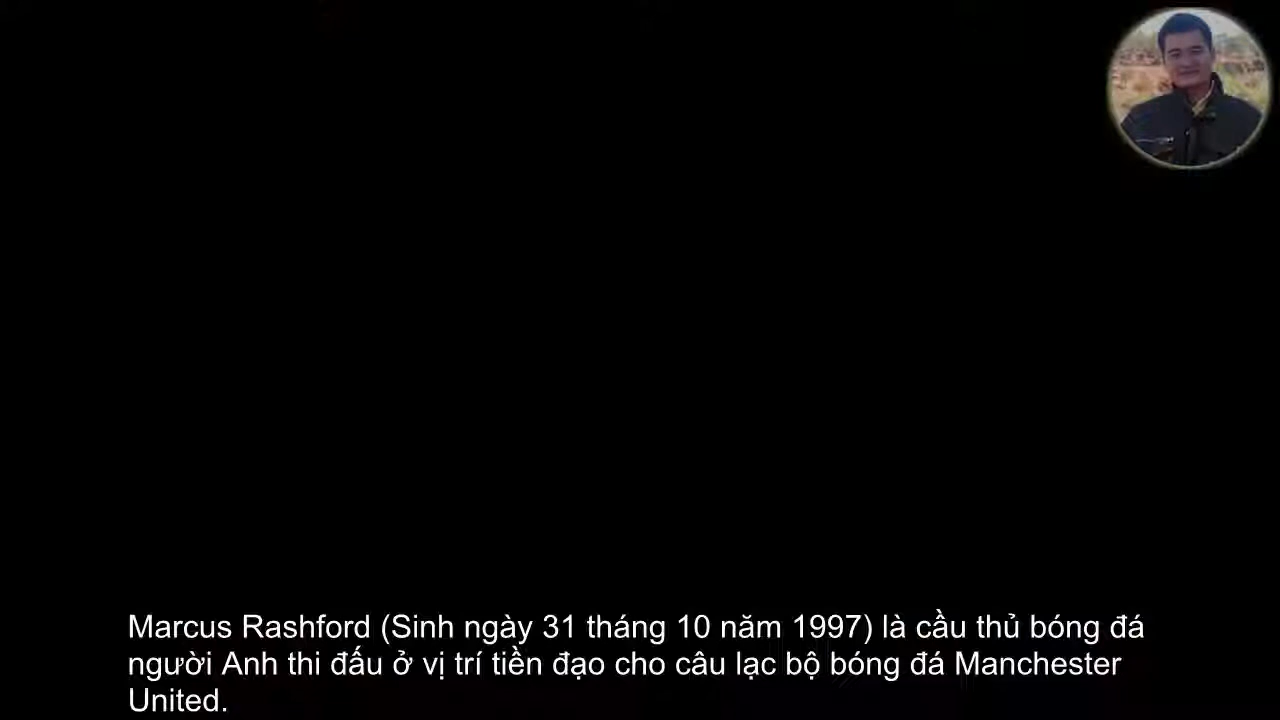 Marcus Rashford (Sinh ngày 31 tháng 10 năm 1997) là cầu thủ bóng đá
người Anh thi đấu ở vị trí tiền đạo cho câu lạc bộ bóng đá Manchester
United.